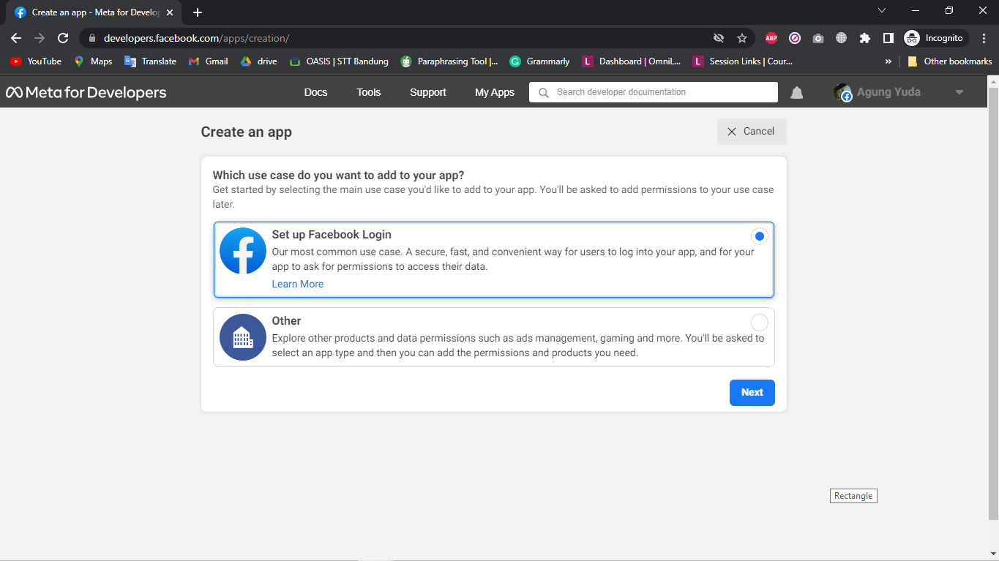 Create an app - Meta for Develop
developers.facebook.com/apps/creation/
ABP
Incognito
YouTube
Maps
Translate
Gmail
drive
OASIS | STT Bandung
Paraphrasing Tool |...
Grammarly
Dashboard | OmniL...
Session Links | Cour...
»
Other bookmarks
Meta for Developers
Docs
Tools
Support
My Apps
Search developer documentation
Agung Yuda
Create an app
Cancel
Which use case do you want to add to your app?
Get started by selecting the main use case you'd like to add to your app. You'll be asked to add permissions to your use case
later.
Set up Facebook Login
Our most common use case. A secure, fast, and convenient way for users to log into your app, and for your
app to ask for permissions to access their data.
Learn More
Other
Explore other products and data permissions such as ads management, gaming and more. You'll be asked to
select an app type and then you can add the permissions and products you need.
Next
Rectangle